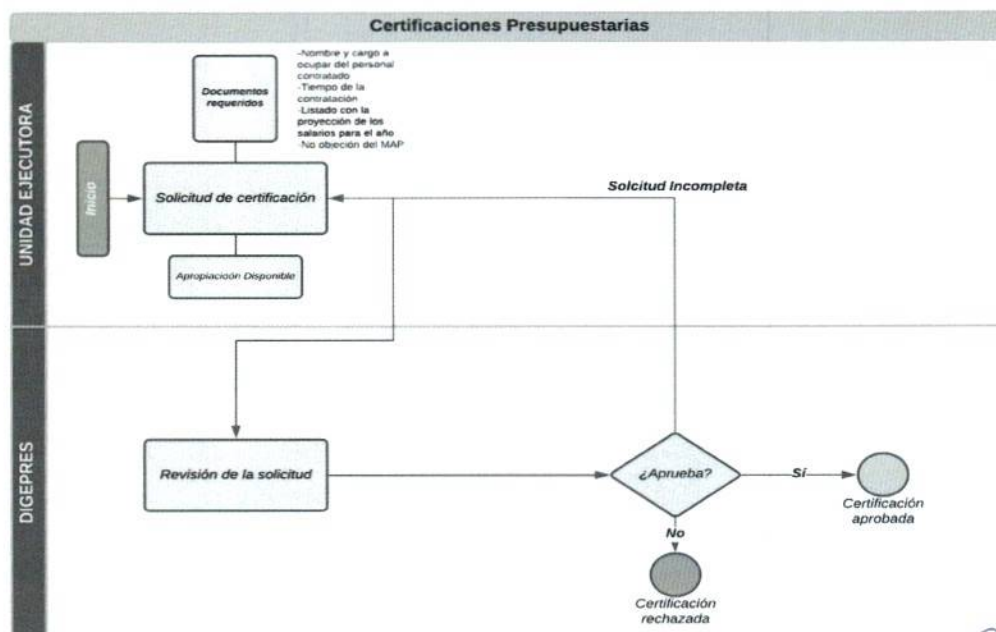 Certificaciones Presupuestarias
UNIDAD EJECUTORA
Documentos
requeridos
-Nombre y cargo a
ocupar del personal
contratado
-Tiempo de la
contratación
-Listado con la
proyección de los
salarios para el año
-No objeción del MAP
Inicio
Solicitud de certificación
Solcitud Incompleta
Apropiación Disponible
DIGEPRES
Revisión de la solicitud
¿Aprueba?
Sí
Certificación
aprobada
No
Certificación
rechazada